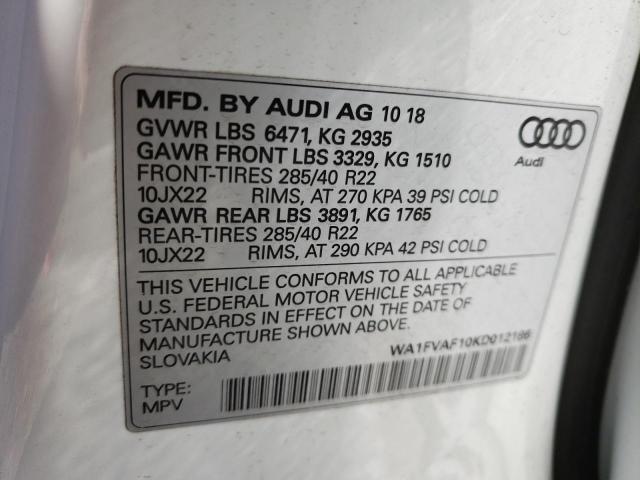 MFD. BY AUDI AG 10 18
GVWR LBS 6471, KG 2935
GAWR FRONT LBS 3329, KG 1510
FRONT-TIRES 285/40 R22
10JX22 RIMS, AT 270 KPA 39 PSI COLD
GAWR REAR LBS 3891, KG 1765
REAR-TIRES 285/40 R22
10JX22 RIMS, AT 290 KPA 42 PSI COLD
Audi
THIS VEHICLE CONFORMS TO ALL APPLICABLE
U.S. FEDERAL MOTOR VEHICLE SAFETY
STANDARDS IN EFFECT ON THE DATE OF
MANUFACTURE SHOWN ABOVE.
SLOVAKIA
WA1FVAF10KD012186
TYPE:
MPV